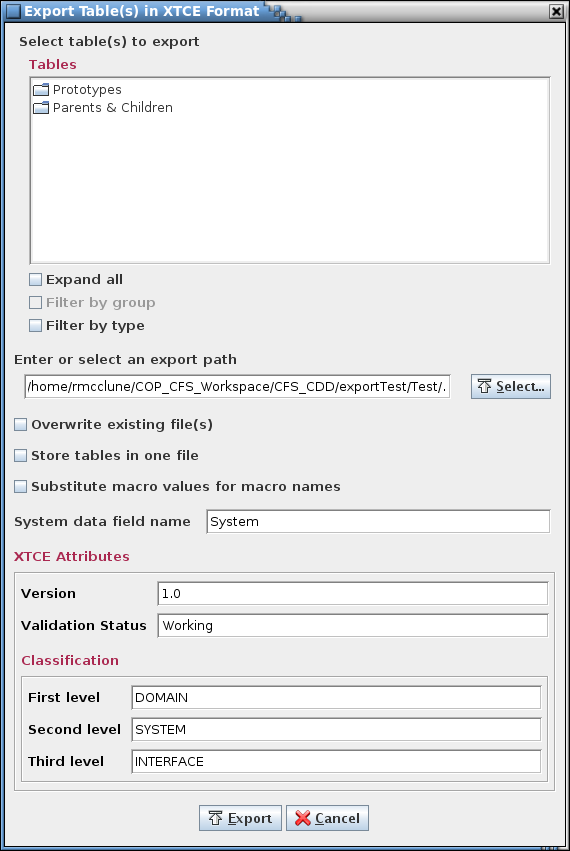 Export Table(s) in XTCE Format
Select table(s) to export
Tables
Prototypes
Parents & Children
Expand all
Filter by group
Filter by type
Enter or select an export path
/home/rmcclune/COP_CFS_Workspace/CFS_CDD/exportTest/Test/. Select...
Overwrite existing file(s)
Store tables in one file
Substitute macro values for macro names
System data field name System
XTCE Attributes
Version 1.0
Validation Status Working
Classification
First level DOMAIN
Second level SYSTEM
Third level INTERFACE
Export Cancel